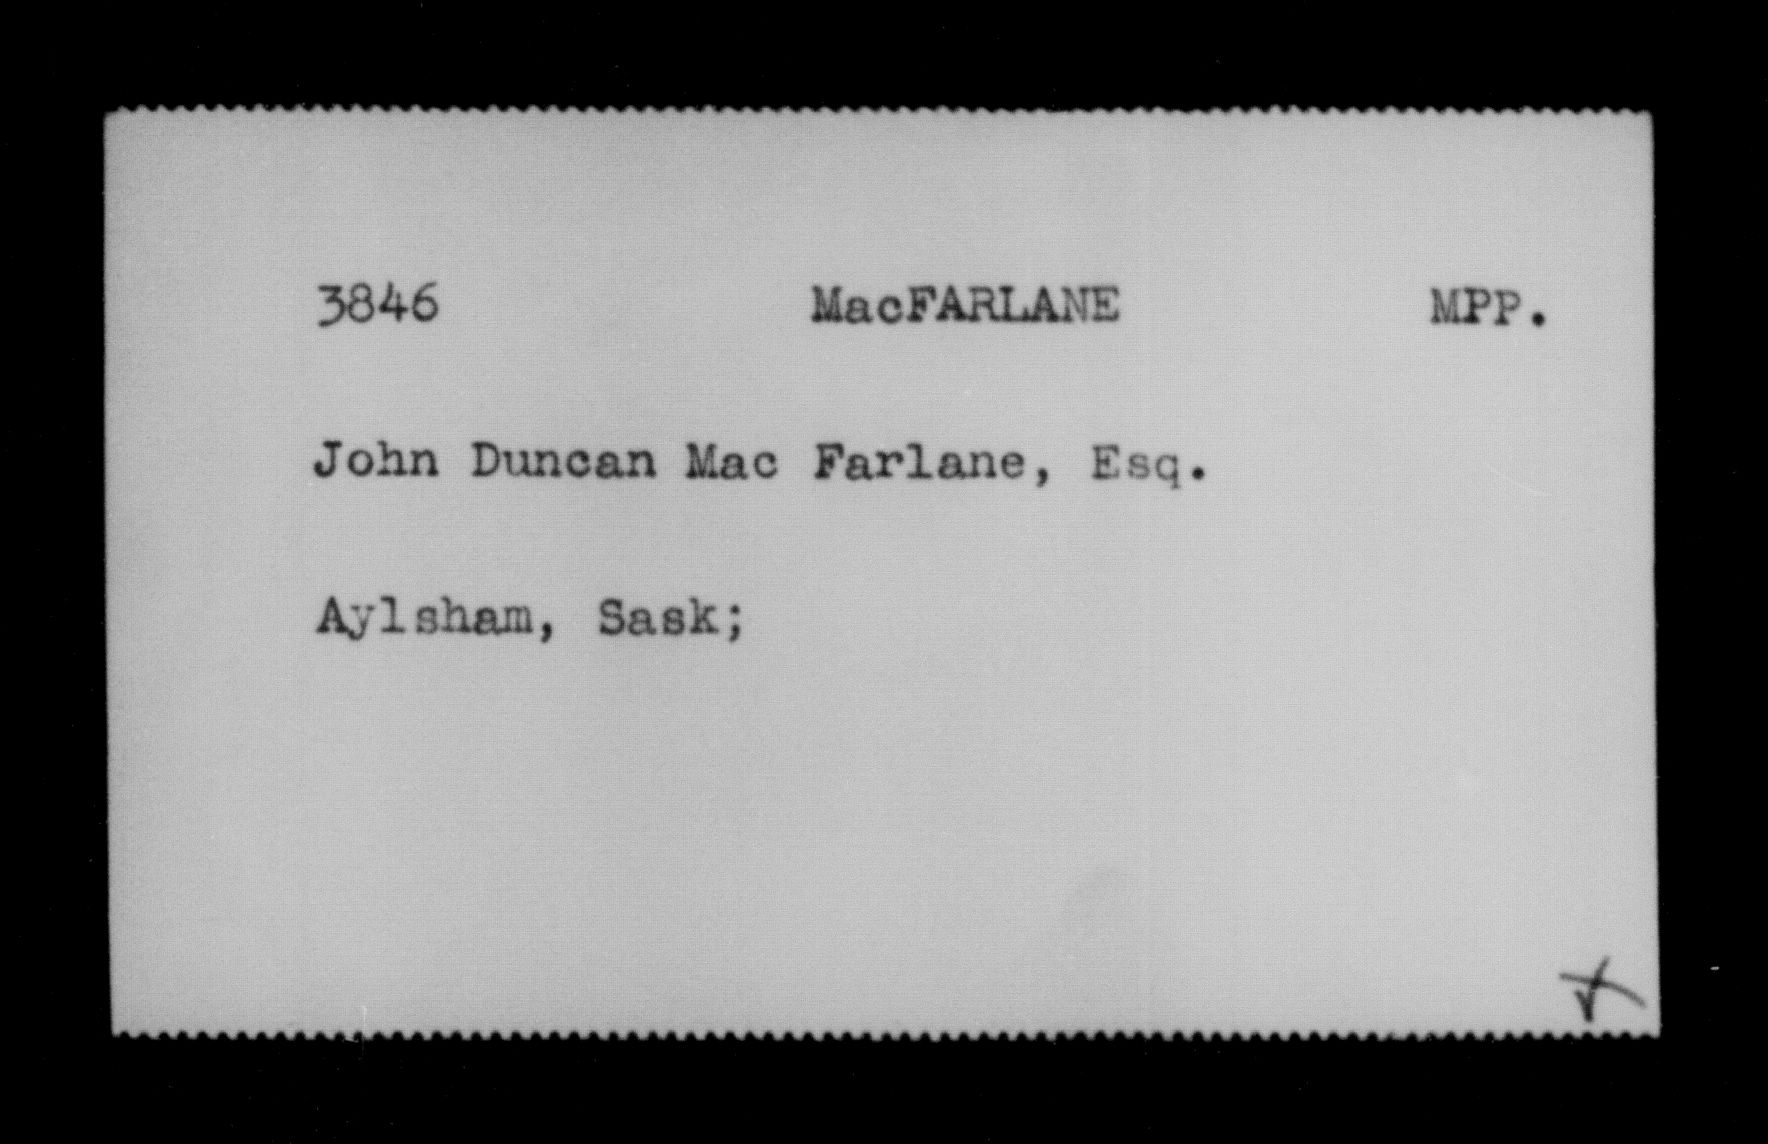 3846 MacFARLANE MPP.
John Duncan Mac Farlane, Esq.
Aylsham, Sask;